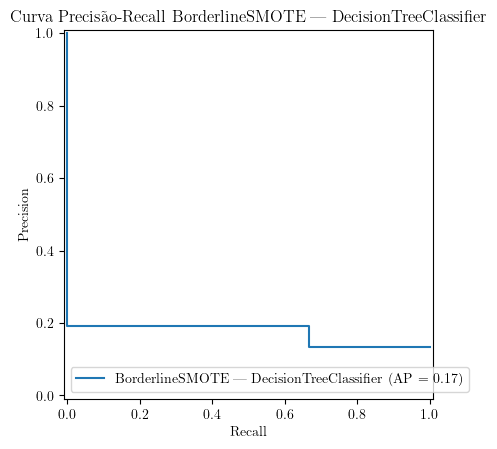 Curva Precisão-Recall BorderlineSMOTE — DecisionTreeClassifier
1.0
0.8
0.6
0.4
0.2
0.0
Precision
BorderlineSMOTE — DecisionTreeClassifier (AP = 0.17)
0.0 0.2 0.4 0.6 0.8 1.0
Recall